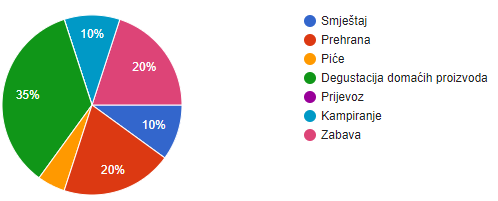 10%
20%
35%
20%
10%
Smještaj
Prehrana
Piće
Degustacija domaćih proizvoda
Prijevoz
Kampiranje
Zabava